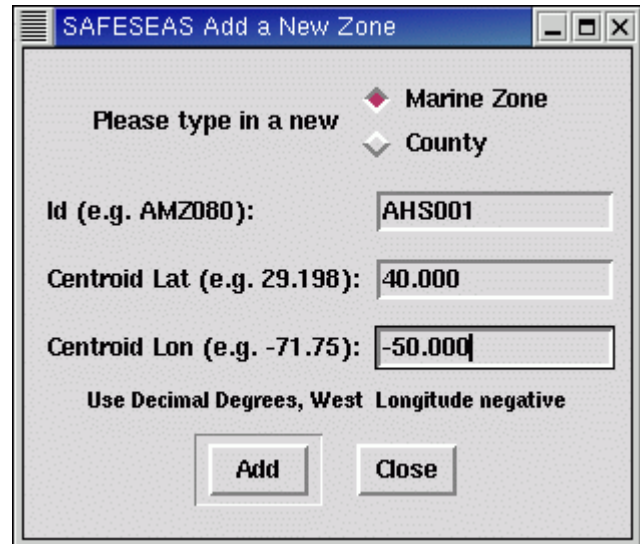 SAFESEAS Add a New Zone
Please type in a new
Marine Zone
County
Id (e.g. AMZ080):
AHS001
Centroid Lat (e.g. 29.198):
40.000
Centroid Lon (e.g. -71.75):
-50.000
Use Decimal Degrees, West Longitude negative
Add
Close